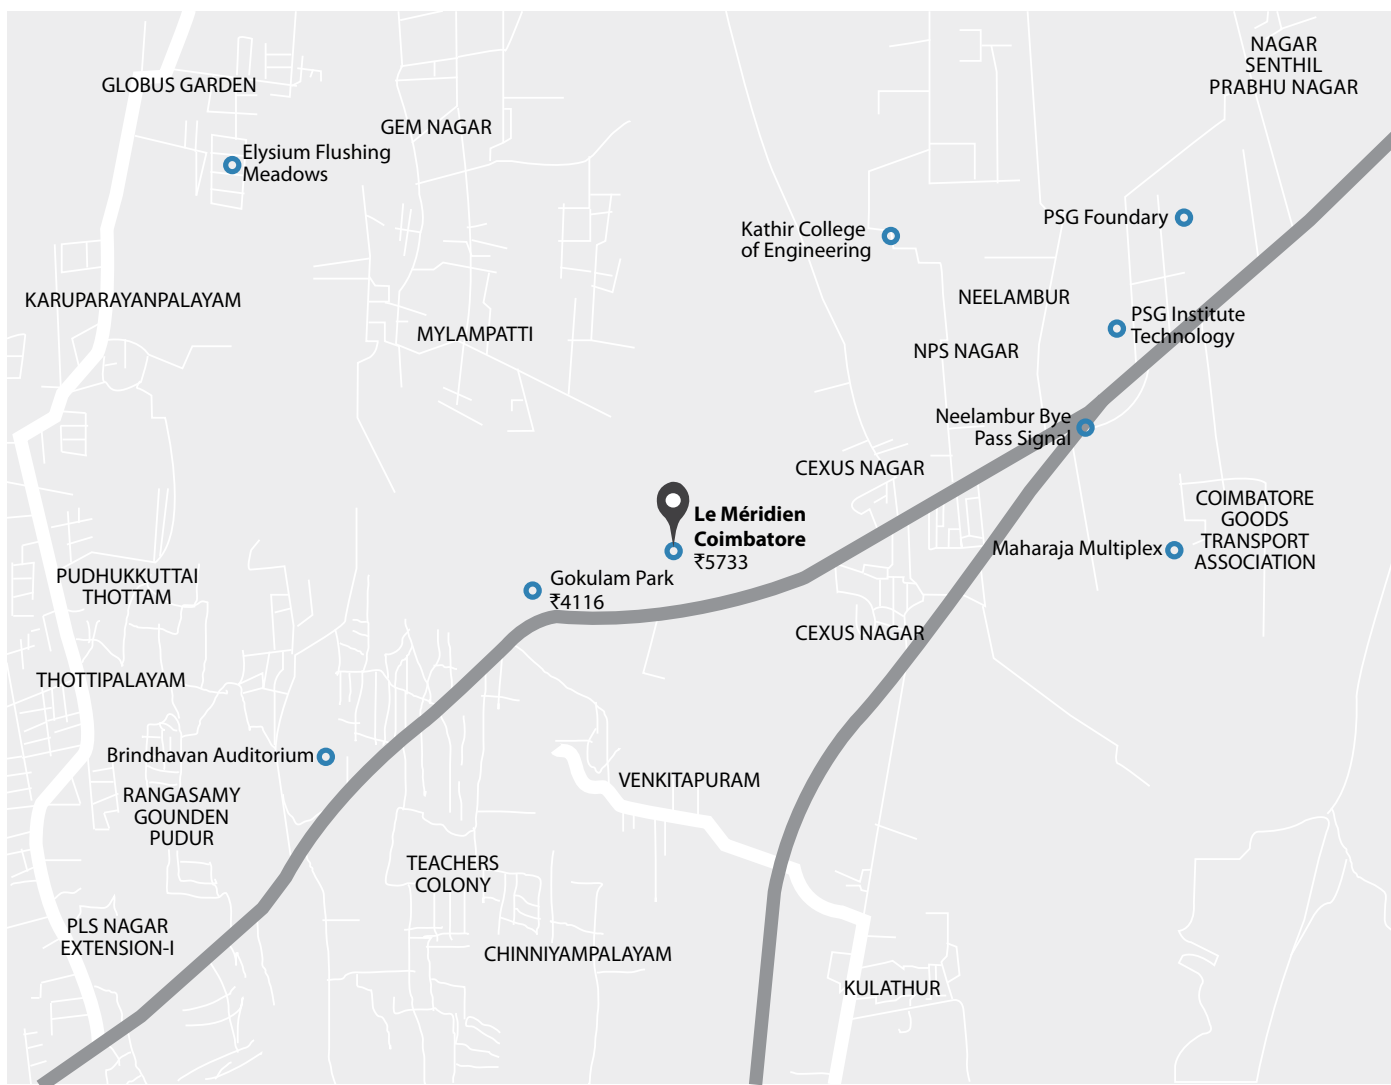 NAGAR
SENTHIL
PRABHU NAGAR
GLOBUS GARDEN
GEM NAGAR
Elysium Flushing
Meadows
PSG Foundary
Kathir College
of Engineering
KARUPARAYANPALAYAM
NEELAMBUR
PSG Institute
Technology
MYLAMPATTI
NPS NAGAR
Neelambur Bye
Pass Signal
CEXUS NAGAR
COIMBATORE
GOODS
TRANSPORT
ASSOCIATION
Le Méridien
Coimbatore
₹5733
Maharaja Multiplex
PUDHUKKUTTAI
THOTTAM
Gokulam Park
₹4116
CEXUS NAGAR
THOTTIPALAYAM
Brindhavan Auditorium
VENKITAPURAM
RANGASAMY
GOUNDEN
PUDUR
TEACHERS
COLONY
PLS NAGAR
EXTENSION-I
CHINNIYAMPALAYAM
KULATHUR